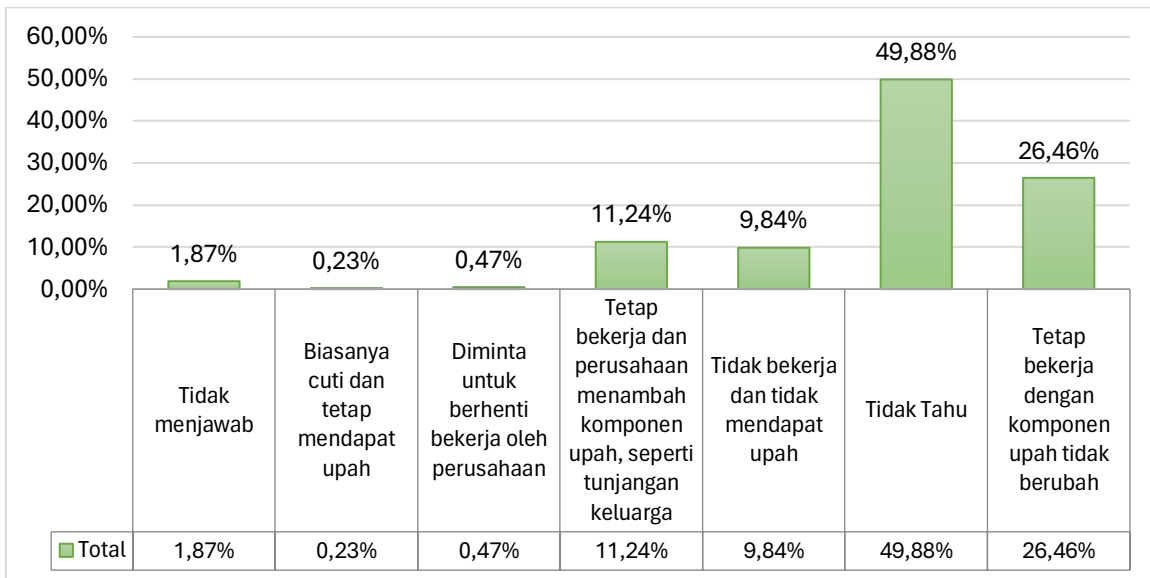 60,00%
50,00%
40,00%
30,00%
20,00%
10,00%
0,00%
1,87%
0,23%
0,47%
11,24%
9,84%
49,88%
26,46%
Tidak
menjawab
Biasanya
cuti dan
tetap
mendapat
upah
Diminta
untuk
berhenti
bekerja oleh
perusahaan
Tetap
bekerja dan
perusahaan
menambah
komponen
upah, seperti
tunjangan
keluarga
Tidak bekerja
dan tidak
mendapat
upah
Tidak Tahu
Tetap
bekerja
dengan
komponen
upah tidak
berubah
Total 1,87% 0,23% 0,47% 11,24% 9,84% 49,88% 26,46%